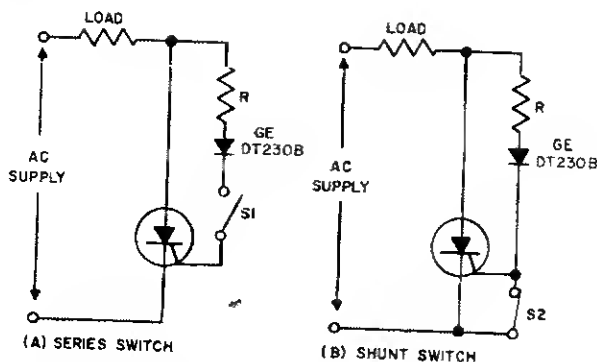 LOAD
R
GE
DT230B
AC
SUPPLY
S1
(A) SERIES SWITCH
LOAD
R
GE
DT230B
AC
SUPPLY
S2
(B) SHUNT SWITCH